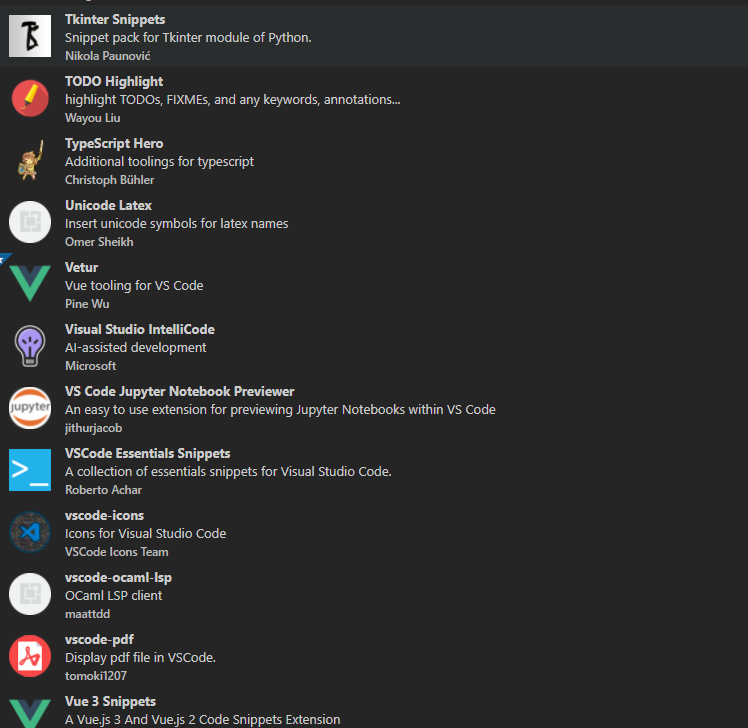 Tkinter Snippets
Snippet pack for Tkinter module of Python.
Nikola Paunović
TODO Highlight
highlight TODOs, FIXMEs, and any keywords, annotations...
Wayou Liu
TypeScript Hero
Additional toolings for typescript
Christoph Bühler
Unicode Latex
Insert unicode symbols for latex names
Omer Sheikh
Vetur
Vue tooling for VS Code
Pine Wu
Visual Studio IntelliCode
AI-assisted development
Microsoft
jupyter
VS Code Jupyter Notebook Previewer
An easy to use extension for previewing Jupyter Notebooks within VS Code
jithurjacob
VSCode Essentials Snippets
A collection of essentials snippets for Visual Studio Code.
Roberto Achar
vscode-icons
Icons for Visual Studio Code
VSCode Icons Team
vscode-ocaml-lsp
OCaml LSP client
maattdd
vscode-pdf
Display pdf file in VSCode.
tomoki1207
Vue 3 Snippets
A Vue.js 3 And Vue.js 2 Code Snippets Extension